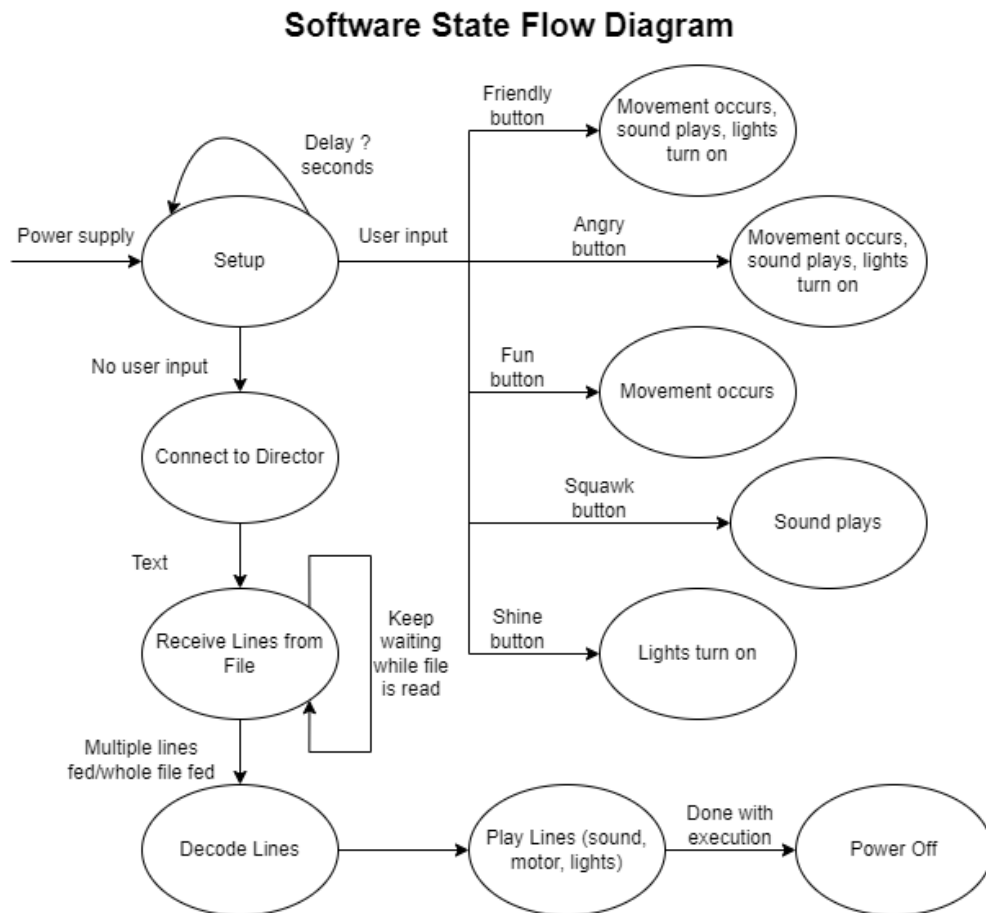 Software State Flow Diagram
Friendly
button
Movement occurs,
sound plays, lights
turn on
Delay ?
seconds
Power supply
Setup
User input
Angry
button
Movement occurs,
sound plays, lights
turn on
No user input
Fun
button
Movement occurs
Connect to Director
Squawk
button
Sound plays
Text
Receive Lines from
File
Keep
waiting
while file
is read
Shine
button
Lights turn on
Multiple lines
fed/whole file fed
Decode Lines
Play Lines (sound,
motor, lights)
Done with
execution
Power Off